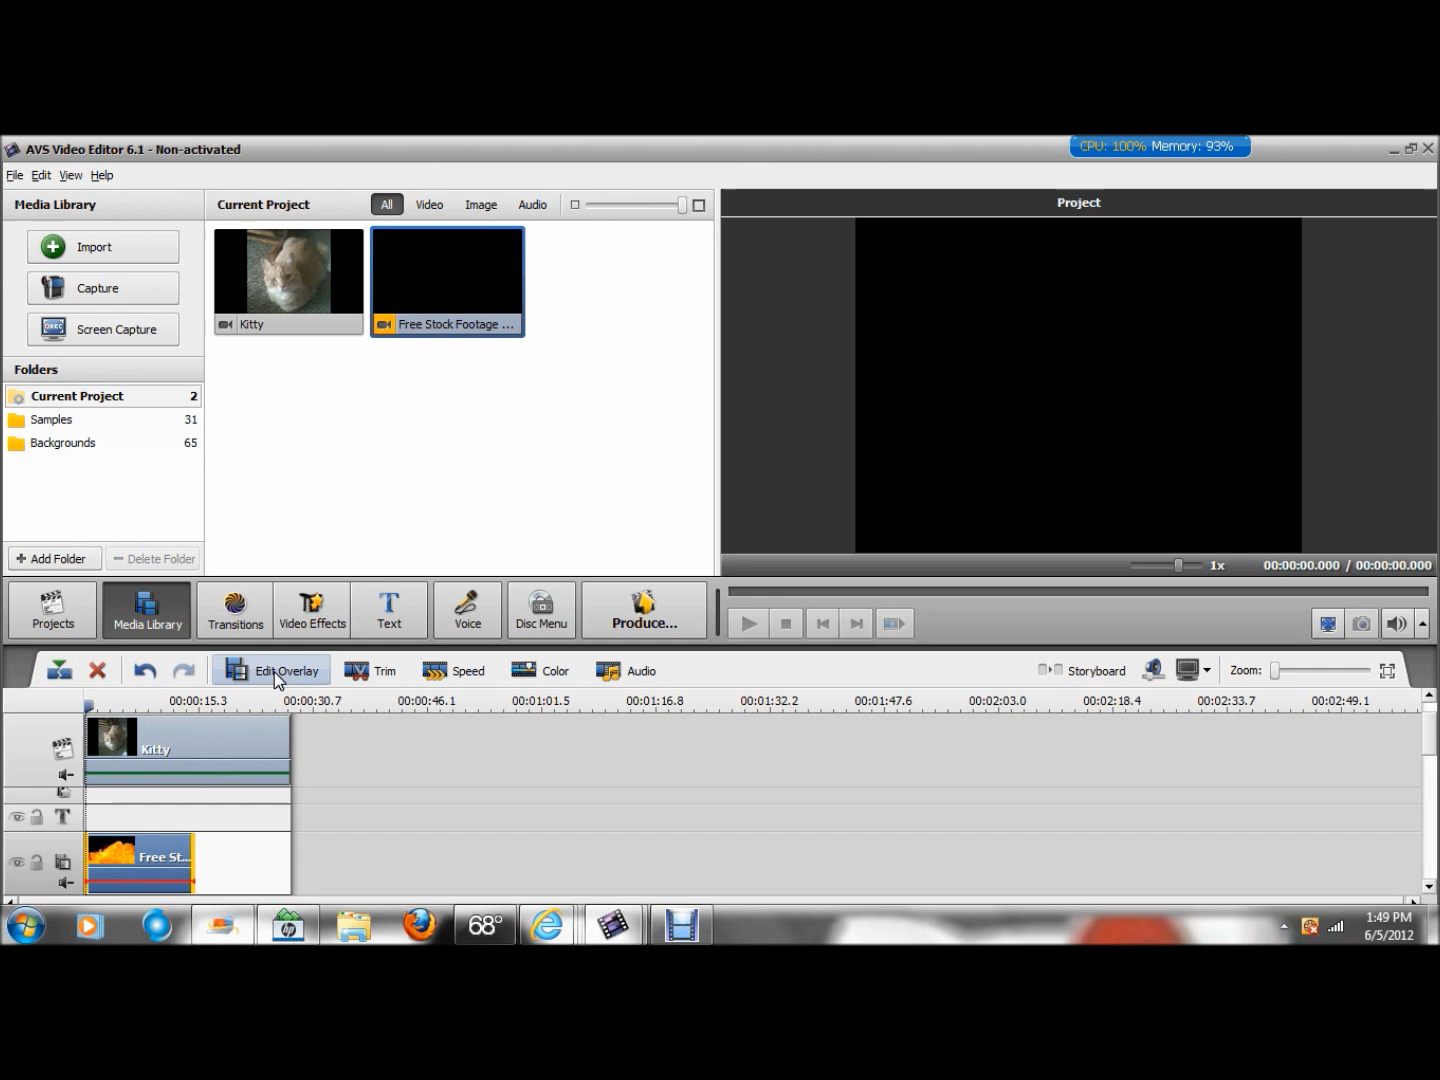 AVS Video Editor 6.1 - Non-activated
CPU: 100% Memory: 93%
File Edit View Help
Media Library
Current Project
All Video Image Audio
Project
Import
Capture
Screen Capture
Kitty
Free Stock Footage ...
Folders
Current Project 2
Samples 31
Backgrounds 65
Add Folder
Delete Folder
1x
00:00:00.000 / 00:00:00.000
Projects
Media Library
Transitions
Video Effects
Text
Voice
Disc Menu
Produce...
Edit Overlay
Trim
Speed
Color
Audio
Storyboard
Zoom:
00:00:15.3 00:00:30.7 00:00:46.1 00:01:01.5 00:01:16.8 00:01:32.2 00:01:47.6 00:02:03.0 00:02:18.4 00:02:33.7 00:02:49.1
Kitty
T
Free St...
hp
68°
1:49 PM
6/5/2012